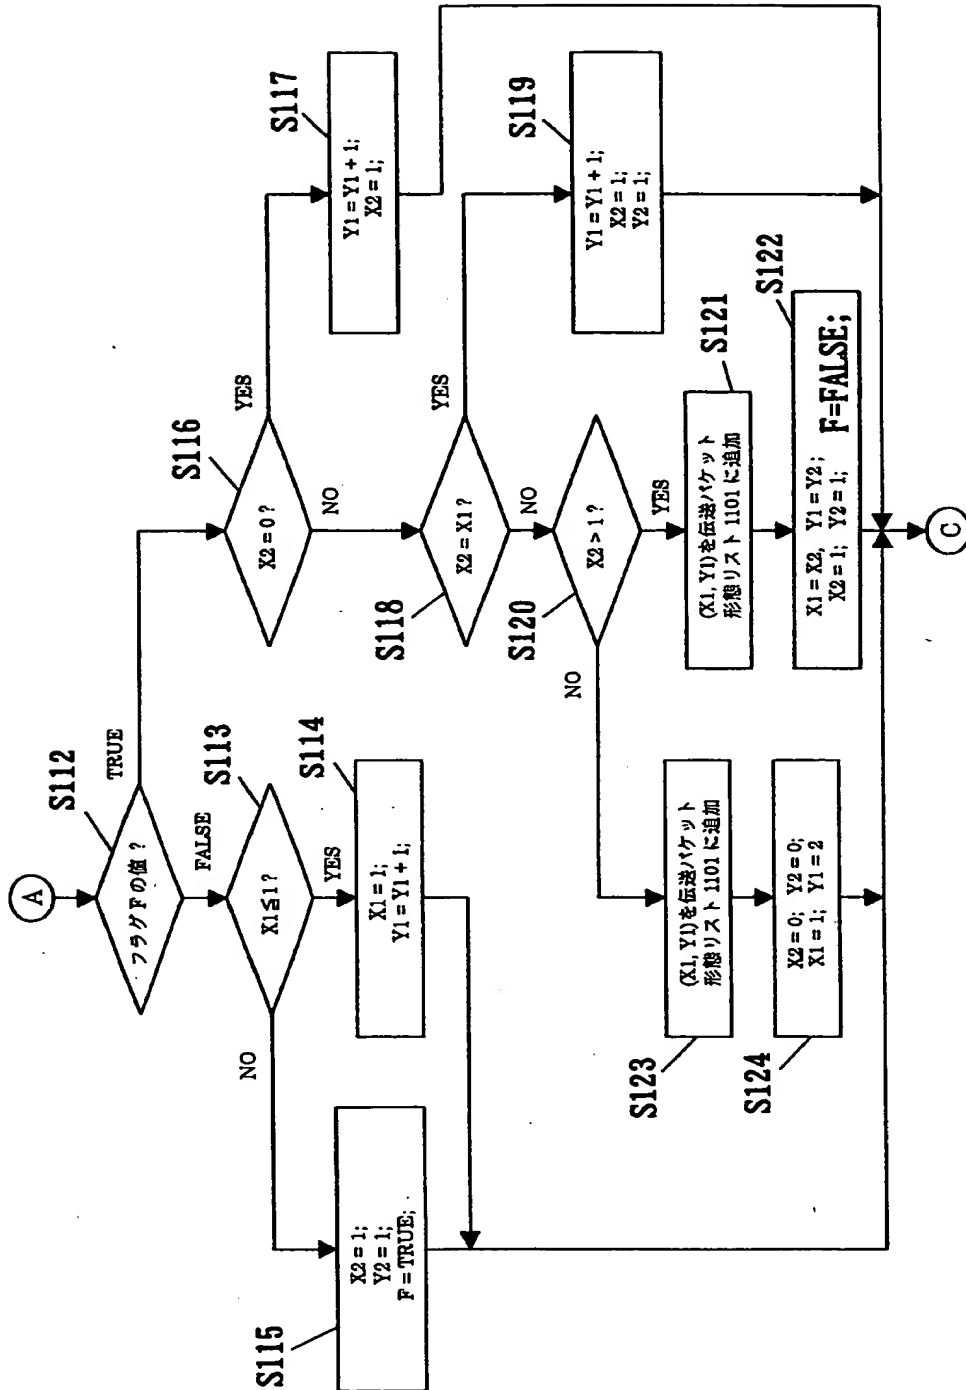 A
S112
フラグFの値？
TRUE
FALSE
S113
X1≦1?
NO
YES
S114
X1=1;
Y1=Y1+1;
S115
X2=1;
Y2=1;
F=TRUE;
S116
X2=0?
YES
NO
S117
Y1=Y1+1;
X2=1;
S118
X2=X1?
YES
NO
S119
Y1=Y1+1;
X2=1;
Y2=1;
S120
X2>1?
NO
YES
S121
(X1, Y1)を伝送パケット
形態リスト1101に追加
S122
X1=X2, Y1=Y2;
X2=1; Y2=1;
F=FALSE;
S123
(X1, Y1)を伝送パケット
形態リスト1101に追加
S124
X2=0; Y2=0;
X1=1; Y1=2
C